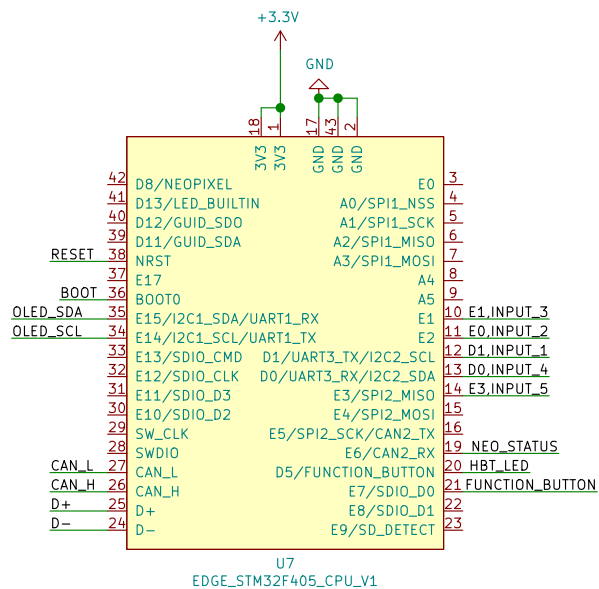 +3.3V
GND
18 1 17 43 2
3V3 3V3 GND GND GND
42 D8/NEOPIXEL E0 3
41 D13/LED_BUILTIN A0/SPI1_NSS 4
40 D12/GUID_SDO A1/SPI1_SCK 5
39 D11/GUID_SDA A2/SPI1_MISO 6
RESET 38 NRST A3/SPI1_MOSI 7
37 E17 A4 8
BOOT 36 BOOT0 A5 9
OLED_SDA 35 E15/I2C1_SDA/UART1_RX E1 10 E1,INPUT_3
OLED_SCL 34 E14/I2C1_SCL/UART1_TX E2 11 E0,INPUT_2
33 E13/SDIO_CMD D1/UART3_TX/I2C2_SCL 12 D1,INPUT_1
32 E12/SDIO_CLK D0/UART3_RX/I2C2_SDA 13 D0,INPUT_4
31 E11/SDIO_D3 E3/SPI2_MISO 14 E3,INPUT_5
30 E10/SDIO_D2 E4/SPI2_MOSI 15
29 SW_CLK E5/SPI2_SCK/CAN2_TX 16
28 SWDIO E6/CAN2_RX 19 NEO_STATUS
CAN_L 27 CAN_L D5/FUNCTION_BUTTON 20 HBT_LED
CAN_H 26 CAN_H E7/SDIO_D0 21 FUNCTION_BUTTON
D+ 25 D+ E8/SDIO_D1 22
D- 24 D- E9/SD_DETECT 23
U7
EDGE_STM32F405_CPU_V1